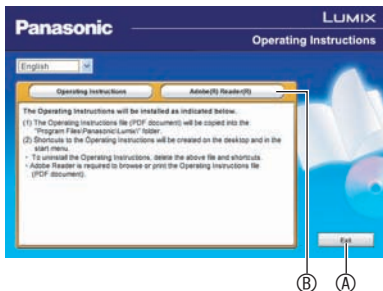 Panasonic
LUMIX
Operating Instructions
English
Operating Instructions
Adobe(R) Reader(R)
The Operating Instructions will be installed as indicated below.
(1) The Operating Instructions file (PDF document) will be copied into the
"Program Files\Panasonic\Lumix\" folder.
(2) Shortcuts to the Operating Instructions will be created on the desktop and in the
start menu.
・To uninstall the Operating Instructions, delete the above file and shortcuts.
・Adobe Reader is required to browse or print the Operating Instructions file
(PDF document).
Exit
Ⓑ Ⓐ